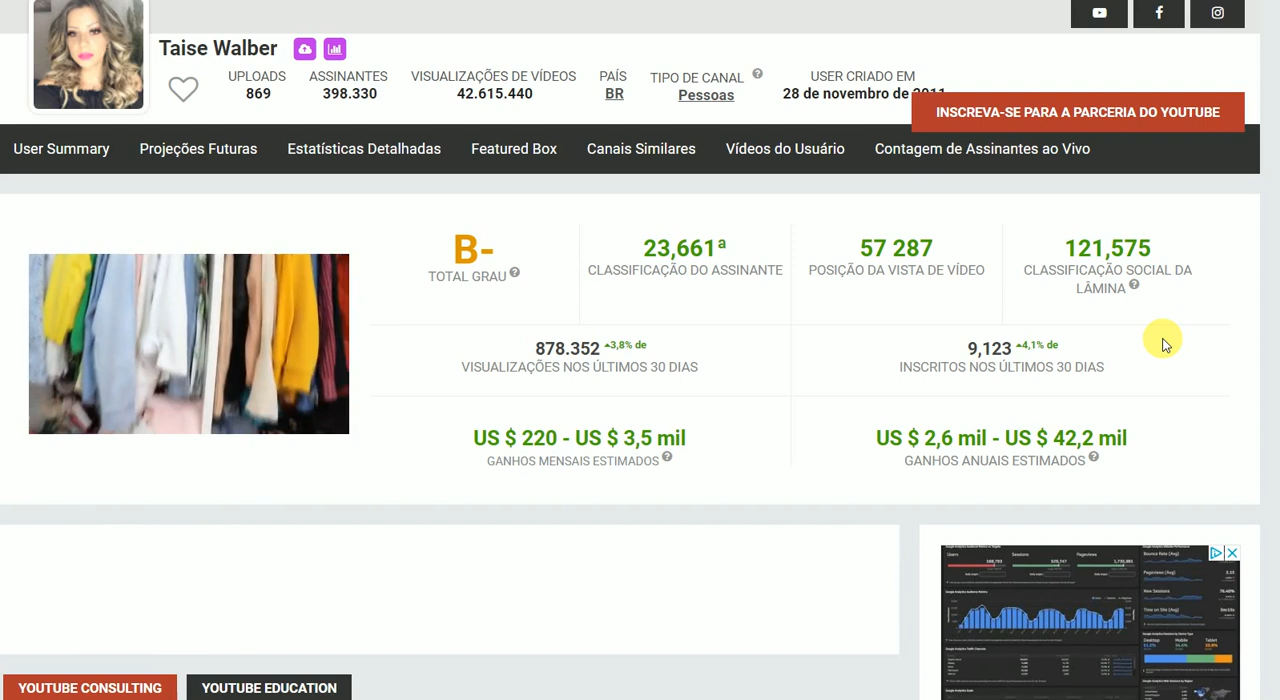 Taise Walber
UPLOADS
869
ASSINANTES
398.330
VISUALIZAÇÕES DE VÍDEOS
42.615.440
PAÍS
BR
TIPO DE CANAL
Pessoas
USER CRIADO EM
28 de novembro de 2011
INSCREVA-SE PARA A PARCERIA DO YOUTUBE
User Summary
Projeções Futuras
Estatísticas Detalhadas
Featured Box
Canais Similares
Vídeos do Usuário
Contagem de Assinantes ao Vivo
B-
TOTAL GRAU
23,661ª
CLASSIFICAÇÃO DO ASSINANTE
57 287
POSIÇÃO DA VISTA DE VÍDEO
121,575
CLASSIFICAÇÃO SOCIAL DA
LÂMINA
878.352 3,8% de
VISUALIZAÇÕES NOS ÚLTIMOS 30 DIAS
9,123 4,1% de
INSCRITOS NOS ÚLTIMOS 30 DIAS
US $ 220 - US $ 3,5 mil
GANHOS MENSAIS ESTIMADOS
US $ 2,6 mil - US $ 42,2 mil
GANHOS ANUAIS ESTIMADOS
Users
Sessions
Pageviews
YOUTUBE CONSULTING
YOUTUBE EDUCATION